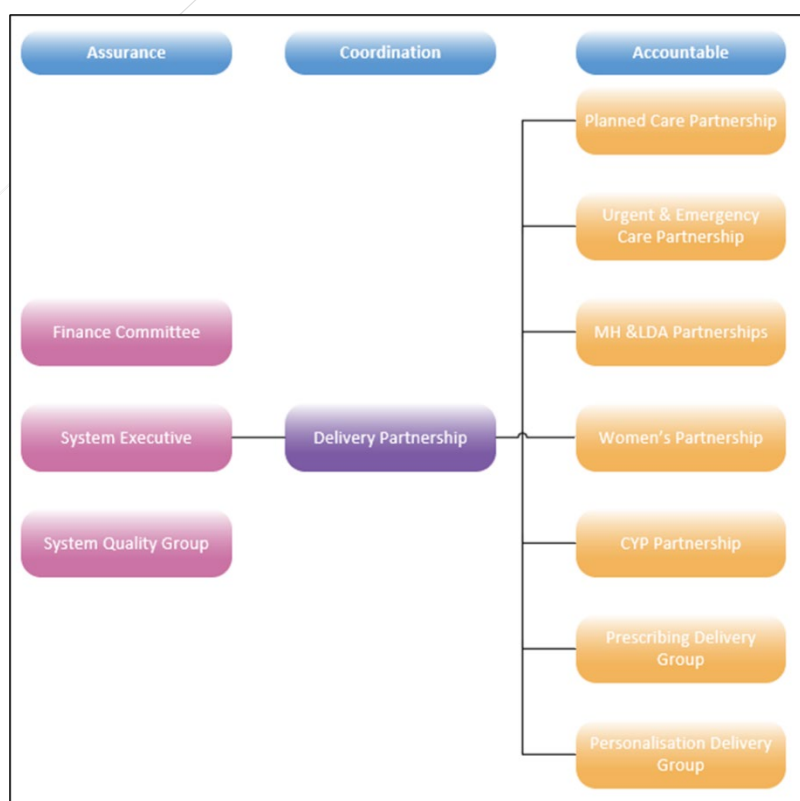 Assurance
Coordination
Accountable
Planned Care Partnership
Urgent & Emergency
Care Partnership
Finance Committee
MH &LDA Partnerships
System Executive
Delivery Partnership
Women's Partnership
System Quality Group
CYP Partnership
Prescribing Delivery
Group
Personalisation Delivery
Group